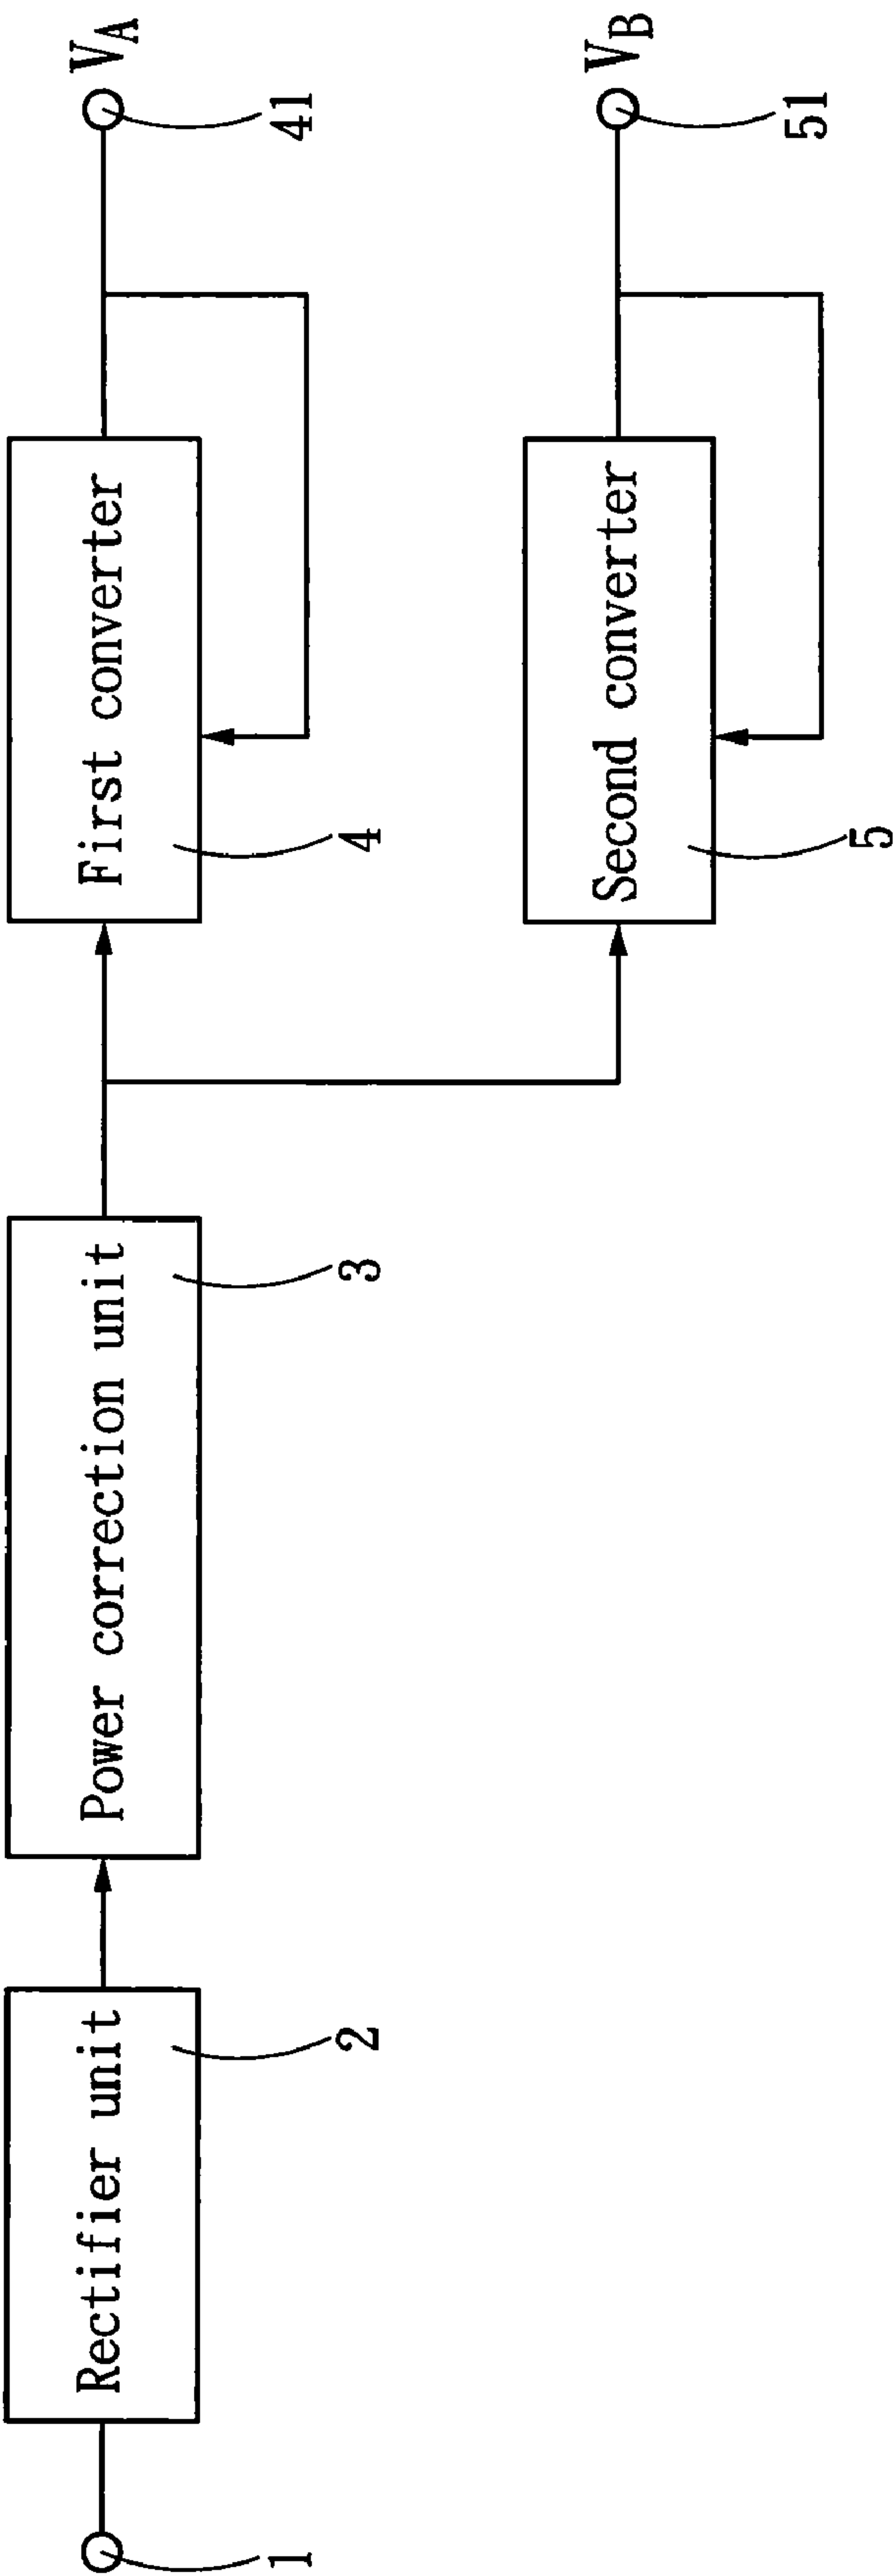 1
Rectifier unit
2
Power correction unit
3
First converter
4
V_A
41
Second converter
5
V_B
51